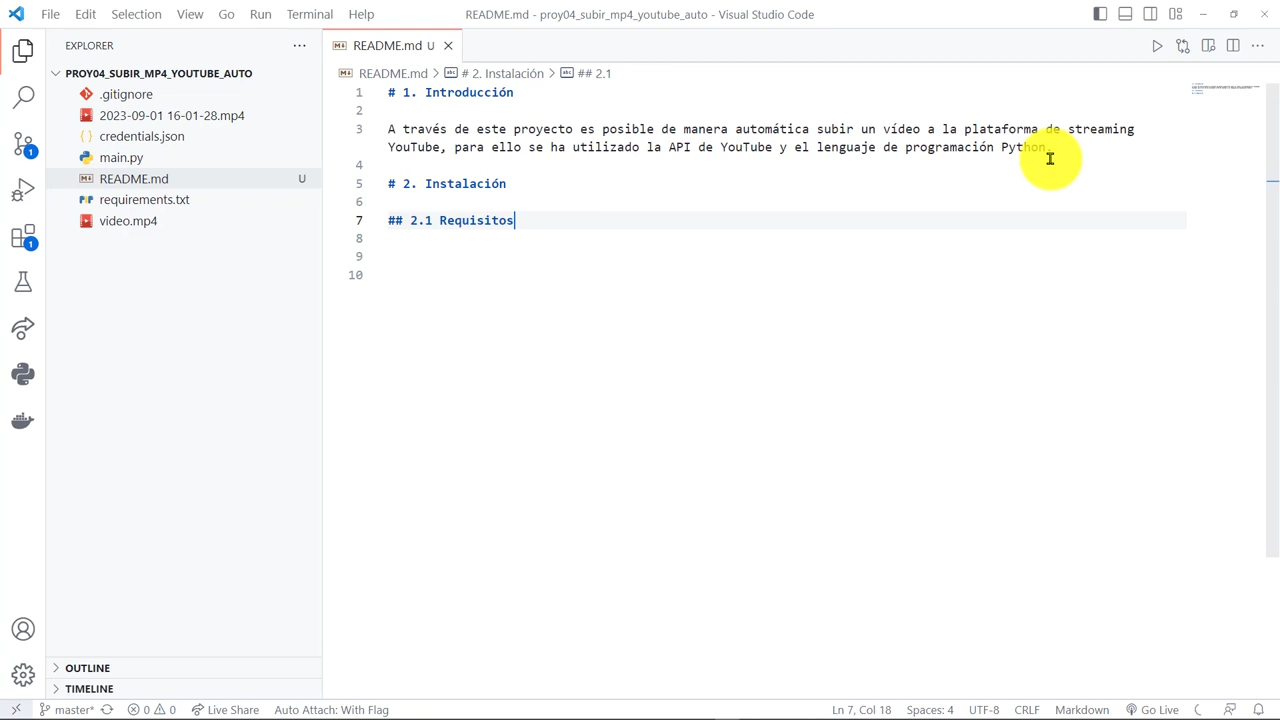 File Edit Selection View Go Run Terminal Help README.md - proy04_subir_mp4_youtube_auto - Visual Studio Code
EXPLORER
PROY04_SUBIR_MP4_YOUTUBE_AUTO
.gitignore
2023-09-01 16-01-28.mp4
credentials.json
main.py
README.md U
requirements.txt
video.mp4
OUTLINE
TIMELINE
1
1
README.md U
README.md > # 2. Instalación > ## 2.1
1 # 1. Introducción
2
3 A través de este proyecto es posible de manera automática subir un vídeo a la plataforma de streaming
YouTube, para ello se ha utilizado la API de YouTube y el lenguaje de programación Python.
4
5 # 2. Instalación
6
7 ## 2.1 Requisitos
8
9
10
master* 0 0 Live Share Auto Attach: With Flag Ln 7, Col 18 Spaces: 4 UTF-8 CRLF Markdown Go Live